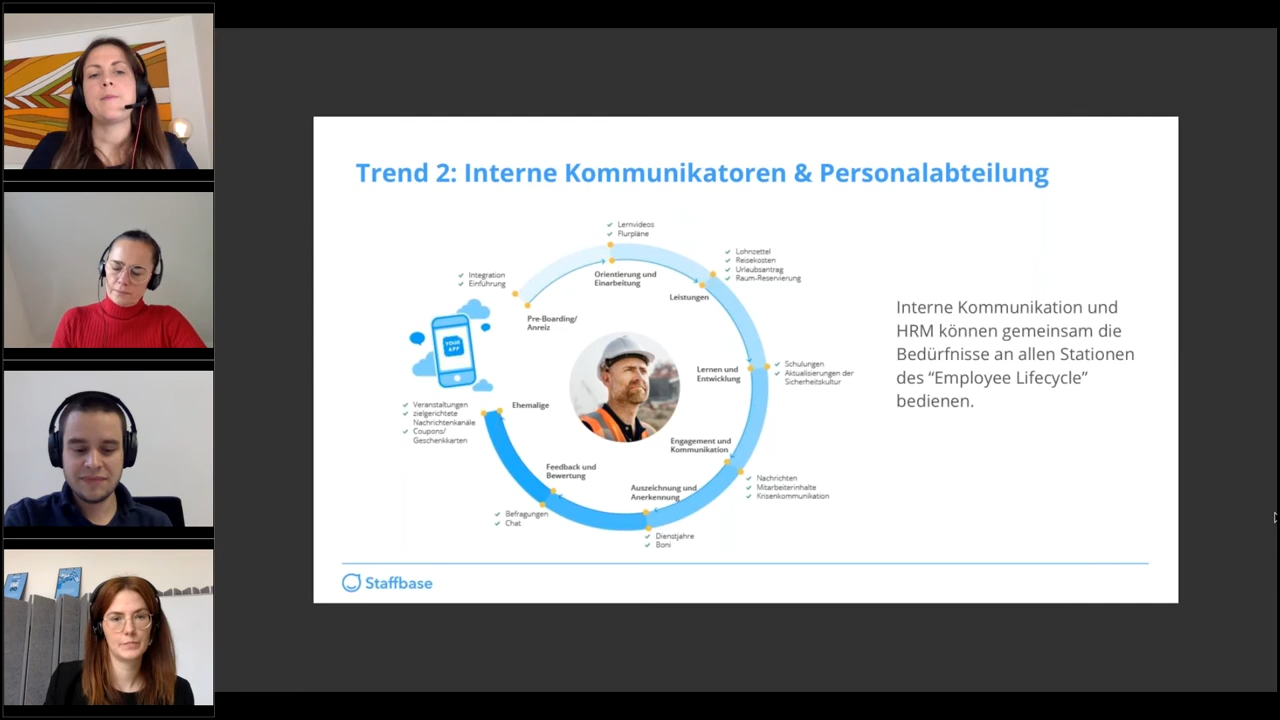 Trend 2: Interne Kommunikatoren & Personalabteilung
Lernvideos
Flurpläne
Orientierung und
Einarbeitung
Lohnzettel
Reisekosten
Urlaubsantrag
Raum-Reservierung
Leistungen
Integration
Einführung
Pre-Boarding/
Anreiz
YOUR
APP
Schulungen
Aktualisierungen der
Sicherheitskultur
Lernen und
Entwicklung
Interne Kommunikation und
HRM können gemeinsam die
Bedürfnisse an allen Stationen
des “Employee Lifecycle”
bedienen.
Veranstaltungen
zielgerichtete
Nachrichtenkanäle
Coupons/
Geschenkkarten
Ehemalige
Engagement und
Kommunikation
Nachrichten
Mitarbeiterinhalte
Krisenkommunikation
Feedback und
Bewertung
Auszeichnung und
Anerkennung
Befragungen
Chat
Dienstjahre
Boni
Staffbase